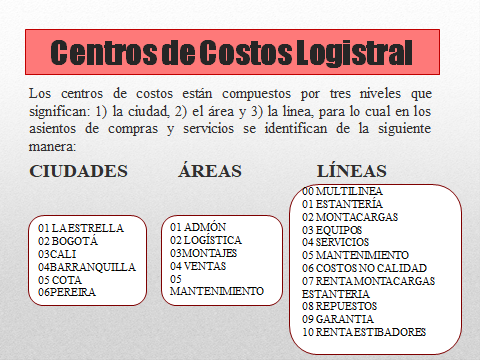 Centros de Costos Logistral
Los centros de costos están compuestos por tres niveles que
significan: 1) la ciudad, 2) el área y 3) la línea, para lo cual en los
asientos de compras y servicios se identifican de la siguiente
manera:
CIUDADES
01 LA ESTRELLA
02 BOGOTÁ
03CALI
04BARRANQUILLA
05 COTA
06PEREIRA
ÁREAS
01 ADMÓN
02 LOGÍSTICA
03MONTAJES
04 VENTAS
05
MANTENIMIENTO
LÍNEAS
00 MULTILINEA
01 ESTANTERÍA
02 MONTACARGAS
03 EQUIPOS
04 SERVICIOS
05 MANTENIMIENTO
06 COSTOS NO CALIDAD
07 RENTA MONTACARGAS
ESTANTERIA
08 REPUESTOS
09 GARANTIA
10 RENTA ESTIBADORES